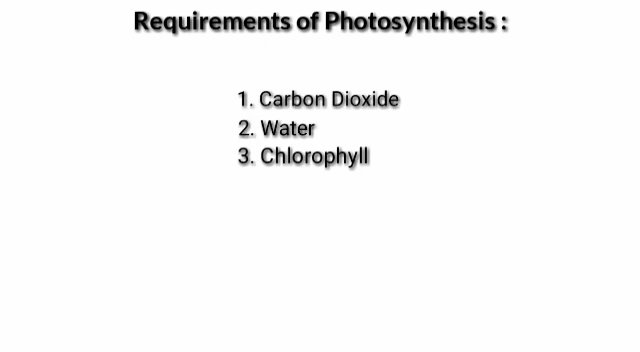 Requirements of Photosynthesis :
1. Carbon Dioxide
2. Water
3. Chlorophyll